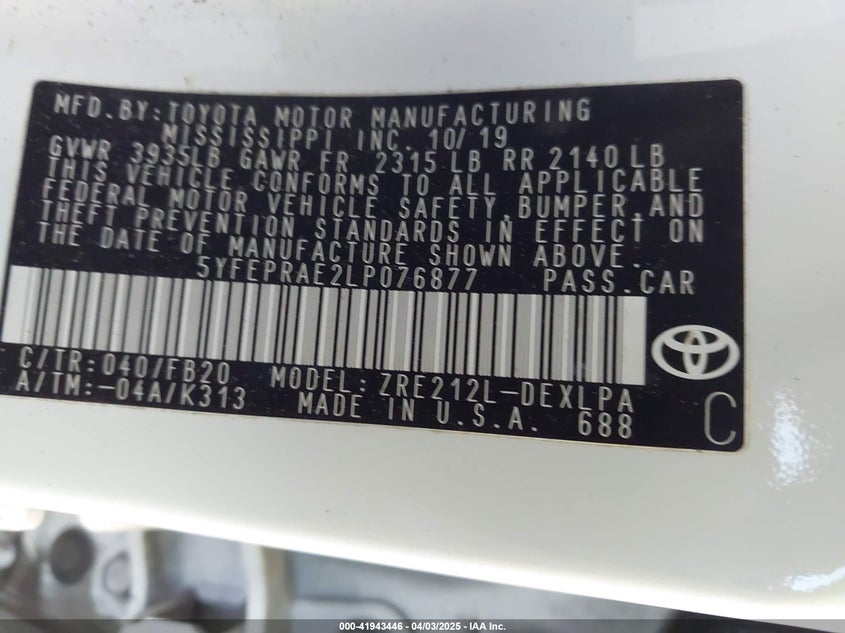 MFD.BY:TOYOTA MOTOR MANUFACTURING
MISSISSIPPI INC. 10/19
GVWR 3935LB GAWR FR 2315 LB RR 2140 LB
THIS VEHICLE CONFORMS TO ALL APPLICABLE
FEDERAL MOTOR VEHICLE SAFETY,BUMPER,AND
THEFT PREVENTION STANDARDS IN EFFECT ON
THE DATE OF MANUFACTURE SHOWN ABOVE.
5YFEPRAE2LP076877 PASS.CAR
C/TR:040/FB20 MODEL:ZRE212L-DEXLPA
A/TM:-04A/K313 MADE IN U.S.A. 688
C
000-41943446 - 04/03/2025 - IAA Inc.